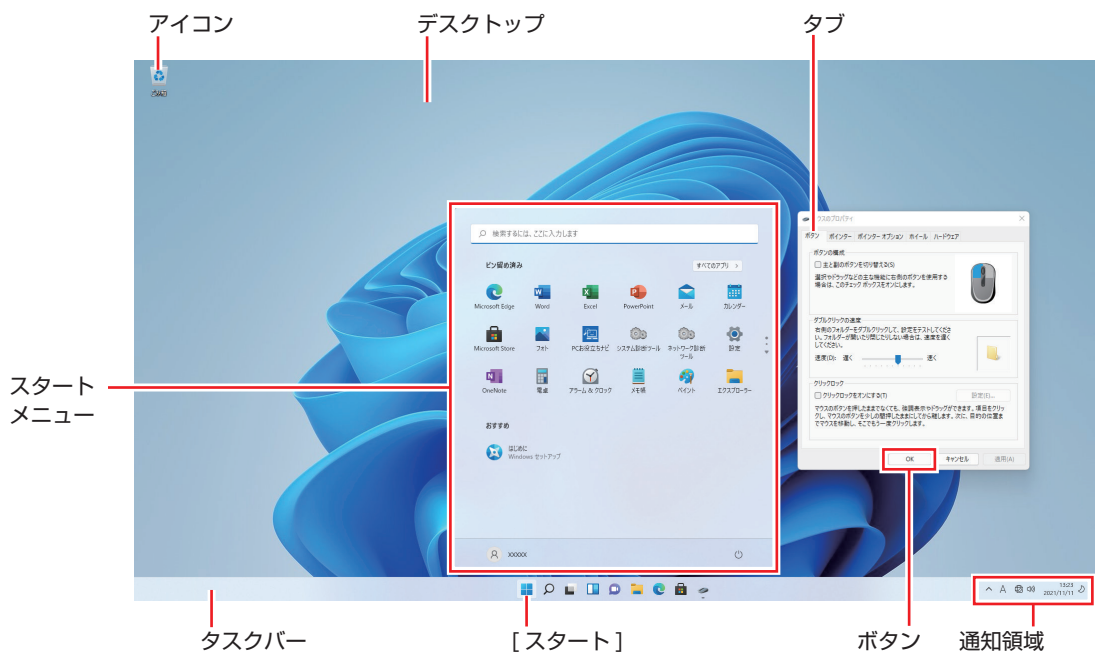 アイコン
デスクトップ
タブ
ごみ箱
検索するには、ここに入力します
ピン留め済み
すべてのアプリ >
Microsoft Edge
Word
Excel
PowerPoint
メール
カレンダー
Microsoft Store
フォト
PCお役立ちナビ
システム診断ツール
ネットワーク診断
ツール
設定
OneNote
電卓
アラーム & クロック
メモ帳
ペイント
エクスプローラー
おすすめ
はじめに
Windows セットアップ
xxxxx
マウスのプロパティ
ボタン ポインター ポインター オプション ホイール ハードウェア
ボタンの構成
主と副のボタンを切り替える(S)
選択やドラッグなどの主な機能に右側のボタンを使用する
場合は、このチェック ボックスをオンにします。
ダブルクリックの速度
右側のフォルダーをダブルクリックして、設定をテストしてくださ
い。フォルダーが開いたり閉じたりしない場合は、速度を遅く
してください。
速度(D): 遅く 速く
クリックロック
クリックロックをオンにする(T)
設定(E)...
マウスのボタンを押したままでなくても、強調表示やドラッグができます。項目をクリッ
クし、マウスのボタンを少しの間押したままにしてから離します。次に、目的の位置ま
でマウスを移動し、そこでもう一度クリックします。
OK キャンセル 適用(A)
スタート
メニュー
A
13:23
2021/11/11
タスクバー
[ スタート ]
ボタン
通知領域